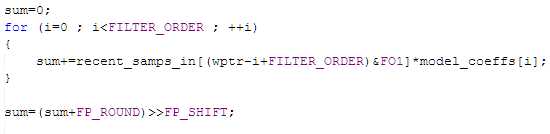 sum=0;
for (i=0 ; i<FILTER_ORDER ; ++i)
{
    sum+=recent_samps_in[(wptr-i+FILTER_ORDER)&FO1]*model_coeffs[i];
}
sum=(sum+FP_ROUND)>>FP_SHIFT;